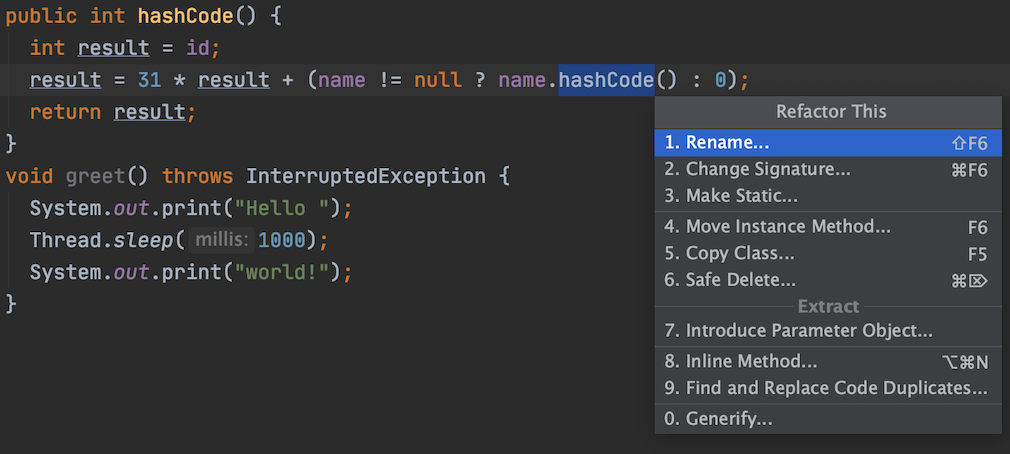 public int hashCode() {
int result = id;
result = 31 * result + (name != null ? name.hashCode() : 0);
return result;
}
void greet() throws InterruptedException {
System.out.print("Hello ");
Thread.sleep( millis: 1000);
System.out.print("world!");
}
Refactor This
1. Rename... ⇧F6
2. Change Signature... ⌘F6
3. Make Static...
4. Move Instance Method... F6
5. Copy Class... F5
6. Safe Delete... ⌘⌦
Extract
7. Introduce Parameter Object...
8. Inline Method... ⌥⌘N
9. Find and Replace Code Duplicates...
0. Generify...